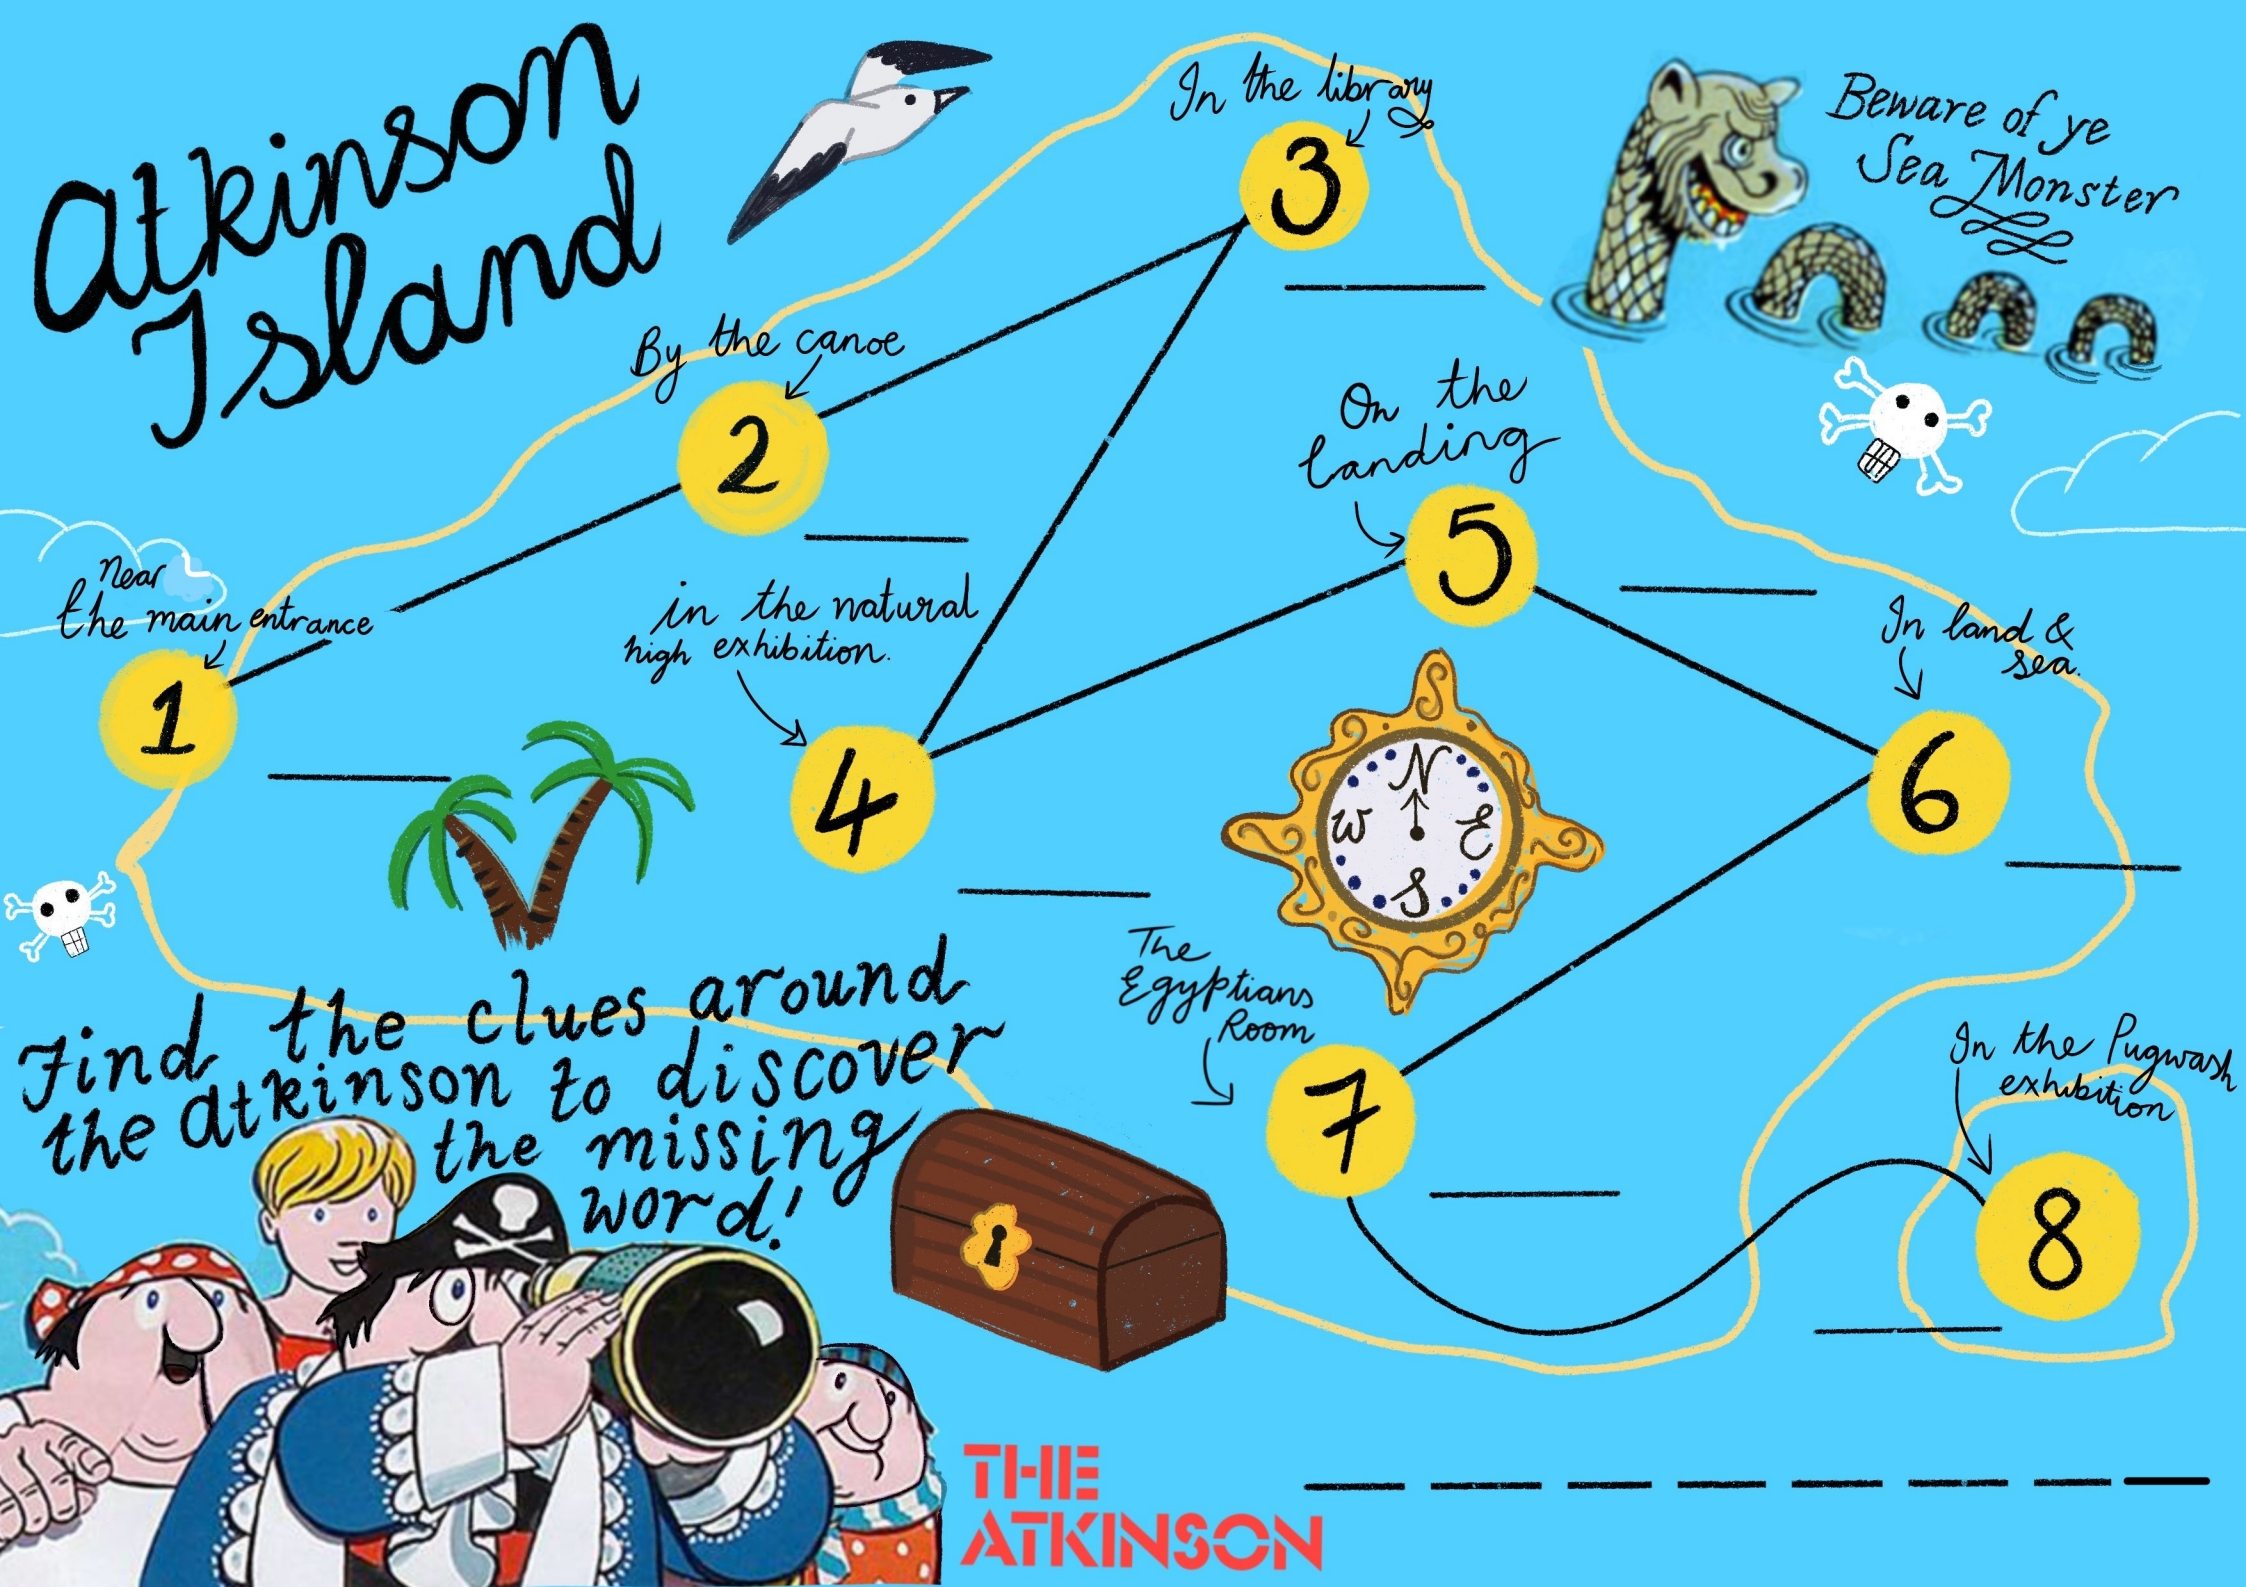 Atkinson
Island
In the library
3
Beware of ye
Sea Monster
By the canoe
2
On the
landing
5
Near
the main entrance
1
in the natural
high exhibition.
4
In land &
sea.
6
N
W E
S
The
Egyptians
Room
7
In the Pugwash
exhibition
8
Find the clues around
the Atkinson to discover
the missing
word!
THE
ATKINSON